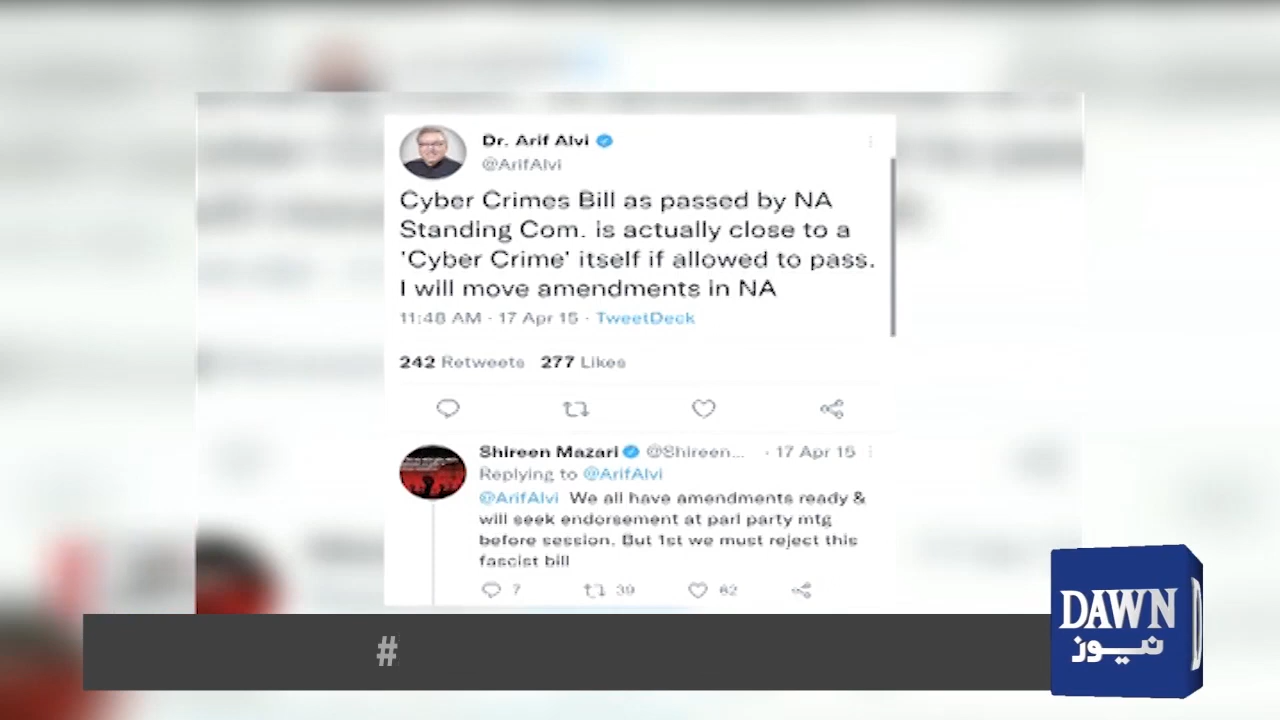 Dr. Arif Alvi
@ArifAlvi
Cyber Crimes Bill as passed by NA
Standing Com. is actually close to a
'Cyber Crime' itself if allowed to pass.
I will move amendments in NA
11:48 AM · 17 Apr 15 · TweetDeck
242 Retweets 277 Likes
Shireen Mazari @Shireen... · 17 Apr 15
Replying to @ArifAlvi
@ArifAlvi We all have amendments ready &
will seek endorsement at parl party mtg
before session. But 1st we must reject this
fascist bill
7 39 62
#
DAWN
نیوز